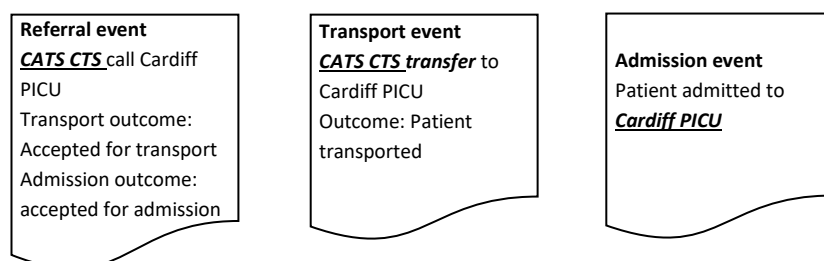 Referral event
CATS CTS call Cardiff
PICU
Transport outcome:
Accepted for transport
Admission outcome:
accepted for admission
Transport event
CATS CTS transfer to
Cardiff PICU
Outcome: Patient
transported
Admission event
Patient admitted to
Cardiff PICU